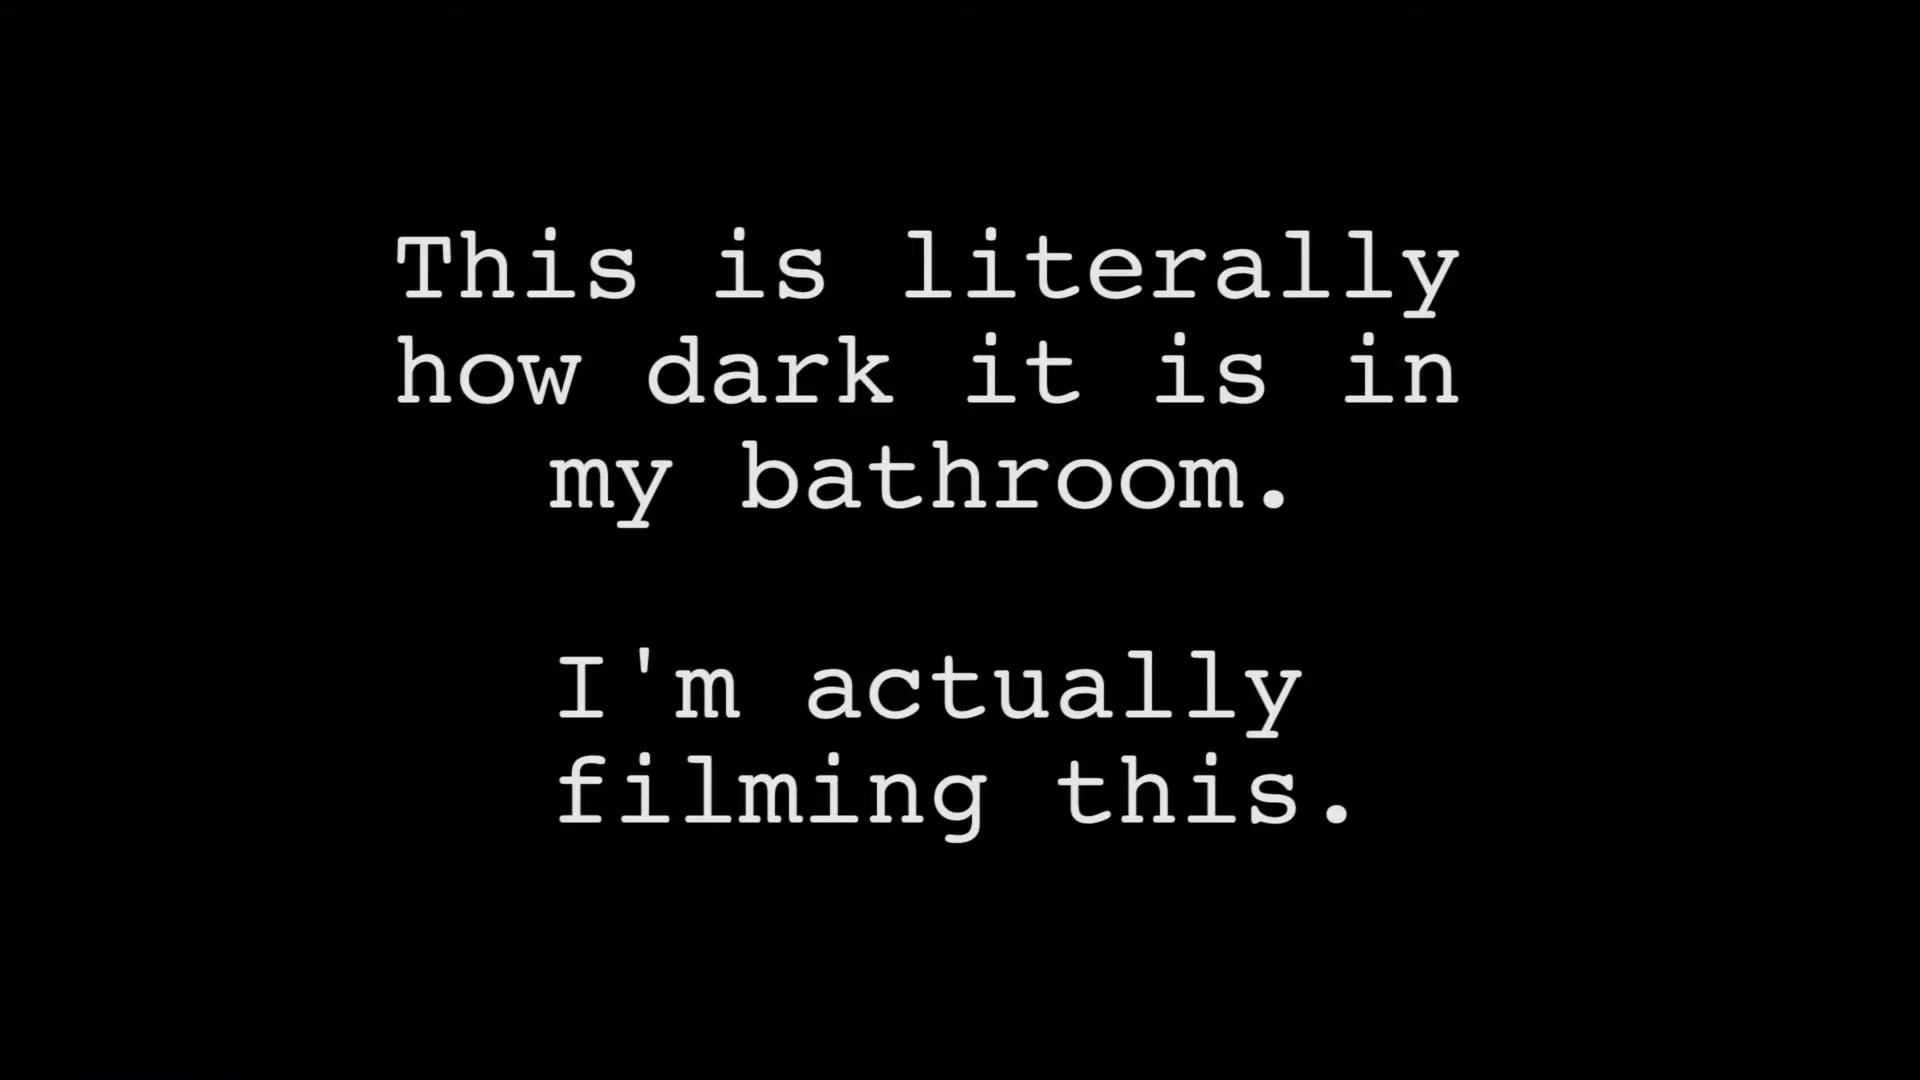 This is literally
how dark it is in
my bathroom.
I'm actually
filming this.